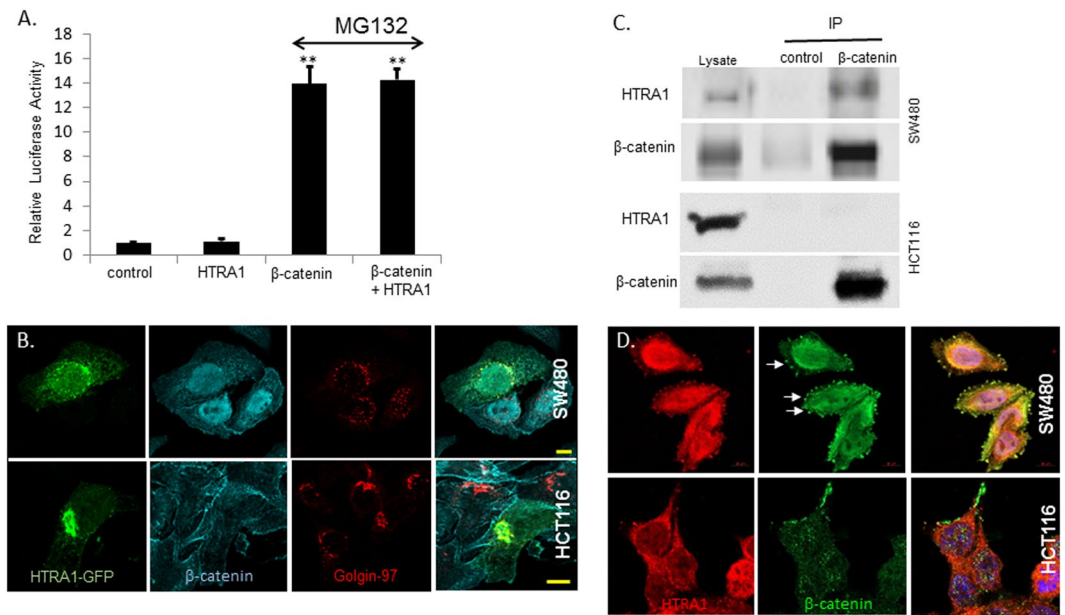 A.
MG132
**
**
Relative Luciferase Activity
18
16
14
12
10
8
6
4
2
0
control
HTRA1
β-catenin
β-catenin
+ HTRA1
C.
IP
Lysate
control
β-catenin
HTRA1
β-catenin
SW480
HTRA1
β-catenin
HCT116
B.
SW480
HTRA1-GFP
β-catenin
Golgin-97
HCT116
D.
SW480
HTRA1
β-catenin
HCT116